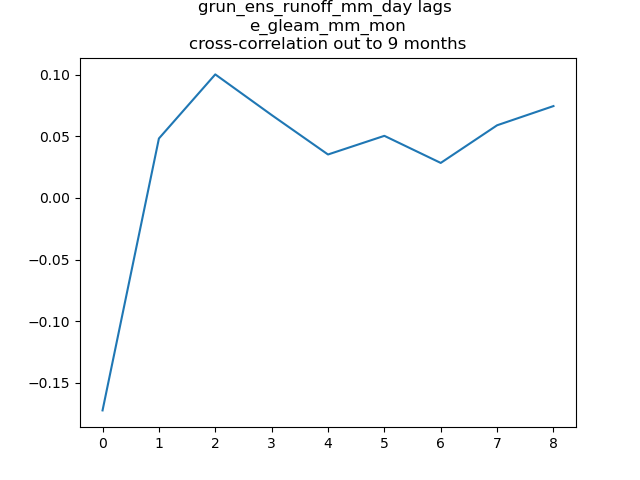 grun_ens_runoff_mm_day lags
e_gleam_mm_mon
cross-correlation out to 9 months
0.10
0.05
0.00
−0.05
−0.10
−0.15
0 1 2 3 4 5 6 7 8